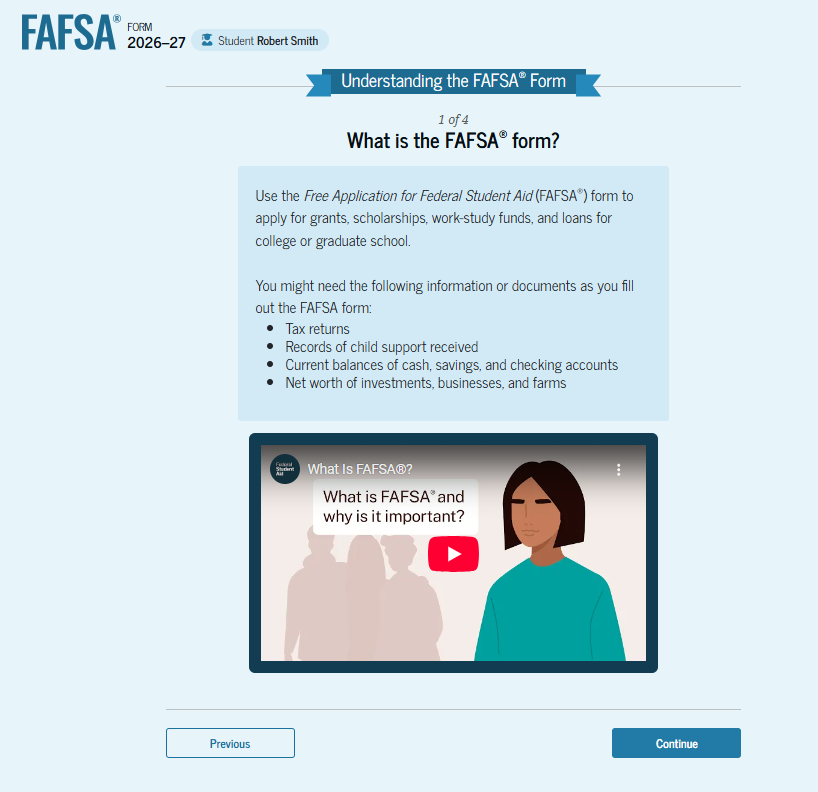 FAFSA® FORM
2026–27
Student Robert Smith
Understanding the FAFSA® Form
1 of 4
What is the FAFSA® form?
Use the Free Application for Federal Student Aid (FAFSA®) form to
apply for grants, scholarships, work-study funds, and loans for
college or graduate school.
You might need the following information or documents as you fill
out the FAFSA form:
• Tax returns
• Records of child support received
• Current balances of cash, savings, and checking accounts
• Net worth of investments, businesses, and farms
Federal
Student
Aid
What Is FAFSA®?
What is FAFSA® and
why is it important?
Previous
Continue